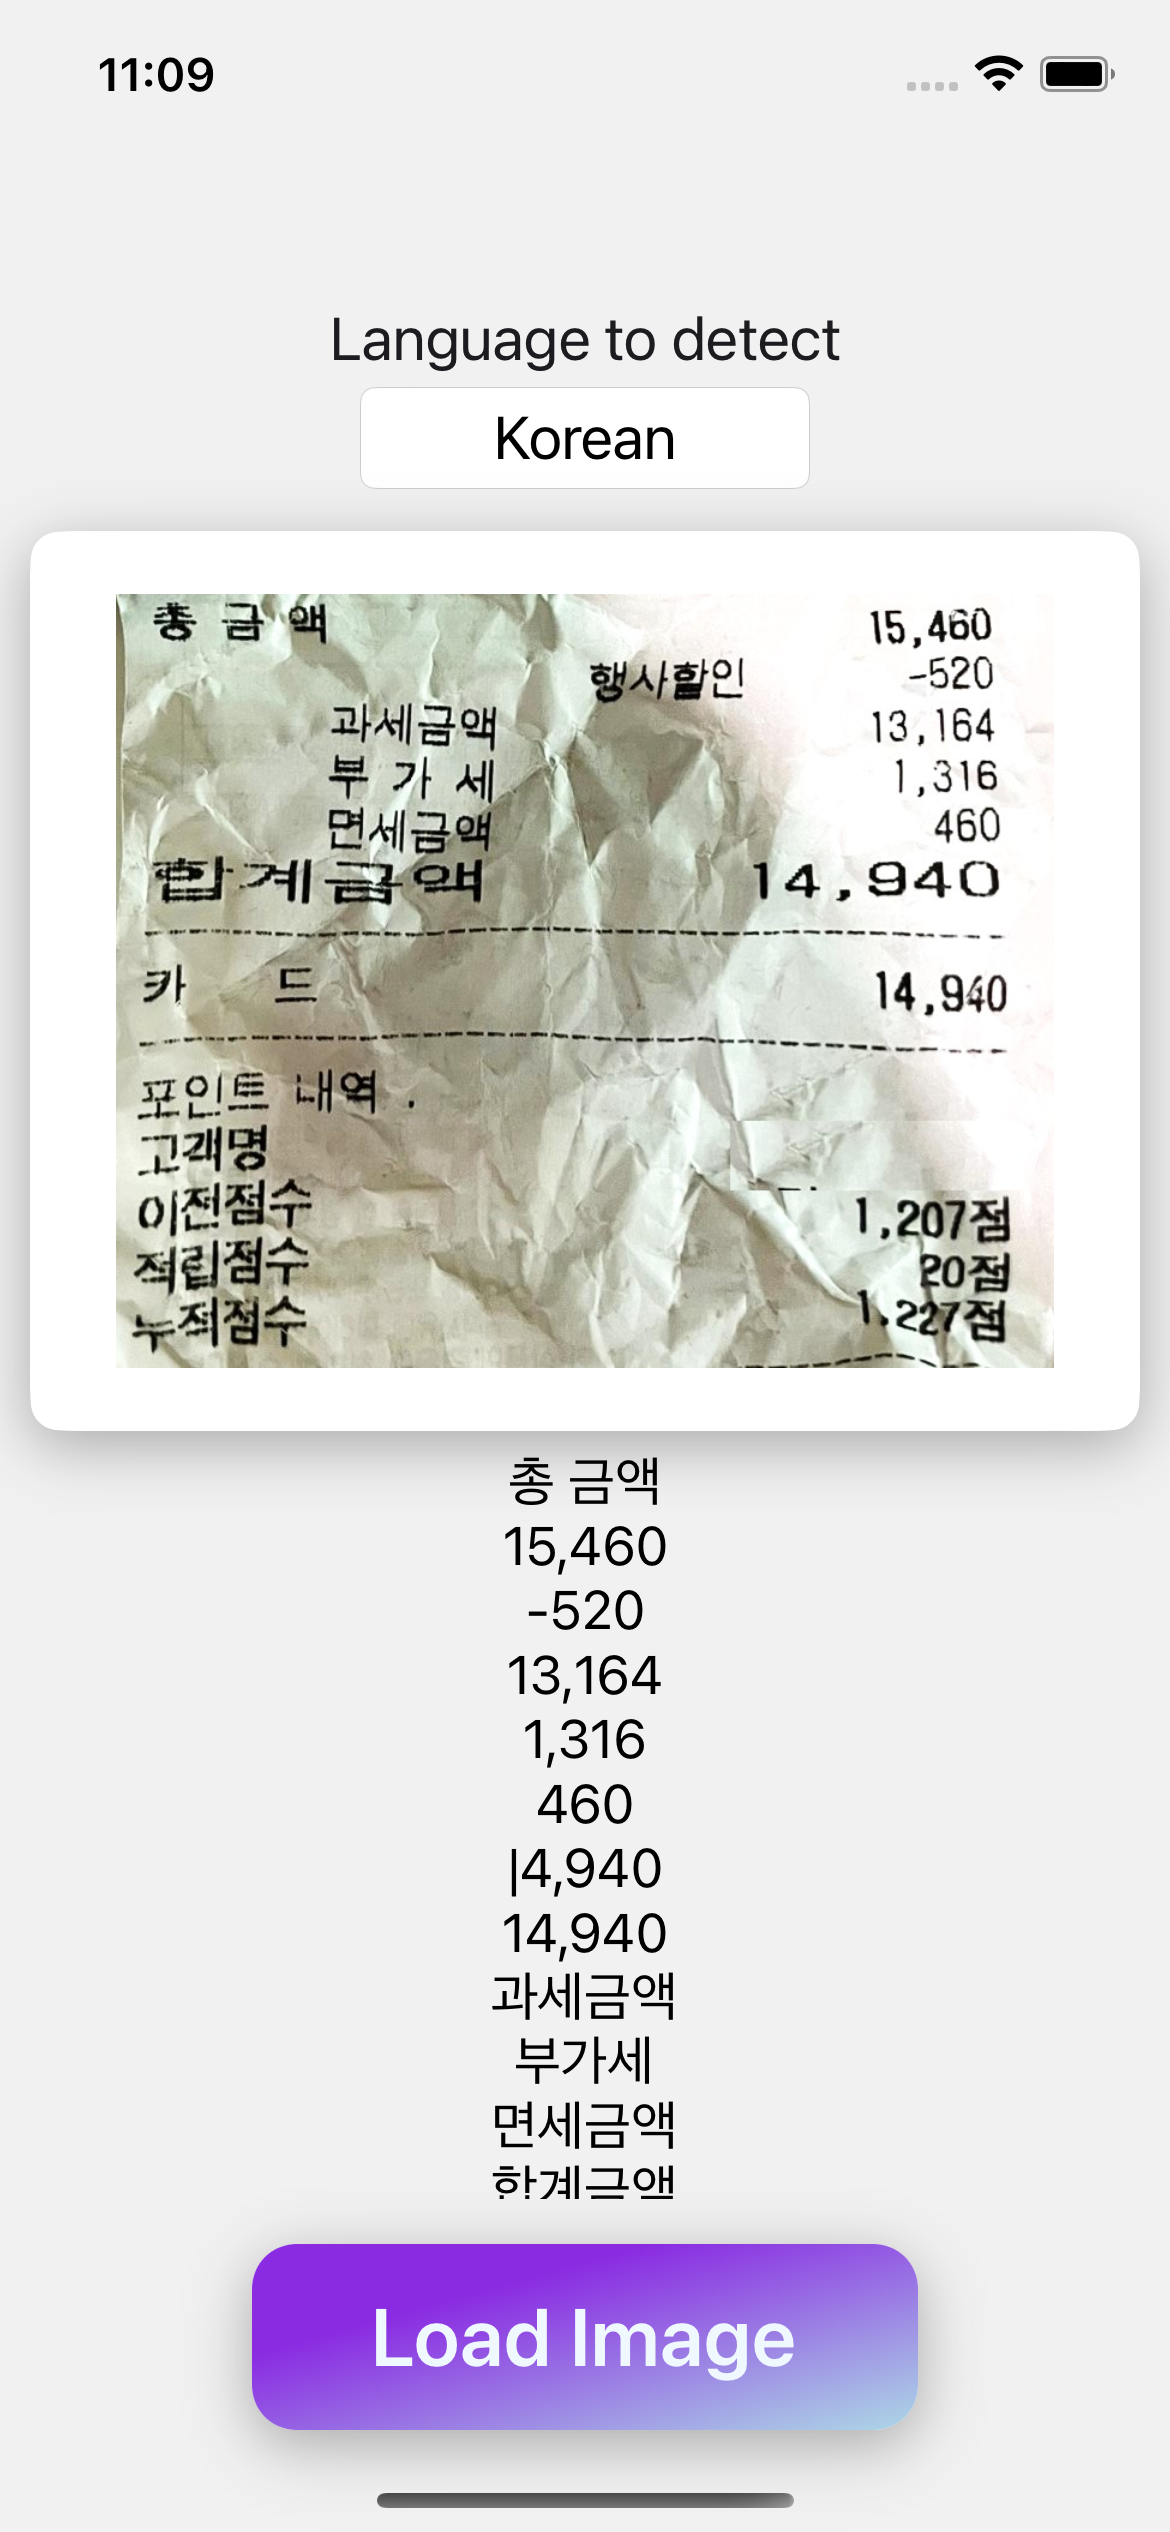 11:09
Language to detect
Korean
총 금 액 15,460
행사할인 -520
과세금액 13,164
부 가 세 1,316
면세금액 460
합계금액 14,940
카 드 14,940
포인트 내역 .
고객명
이전점수 1,207점
적립점수 20점
누적점수 1.227점
총 금액
15,460
-520
13,164
1,316
460
|4,940
14,940
과세금액
부가세
면세금액
합계금액
Load Image